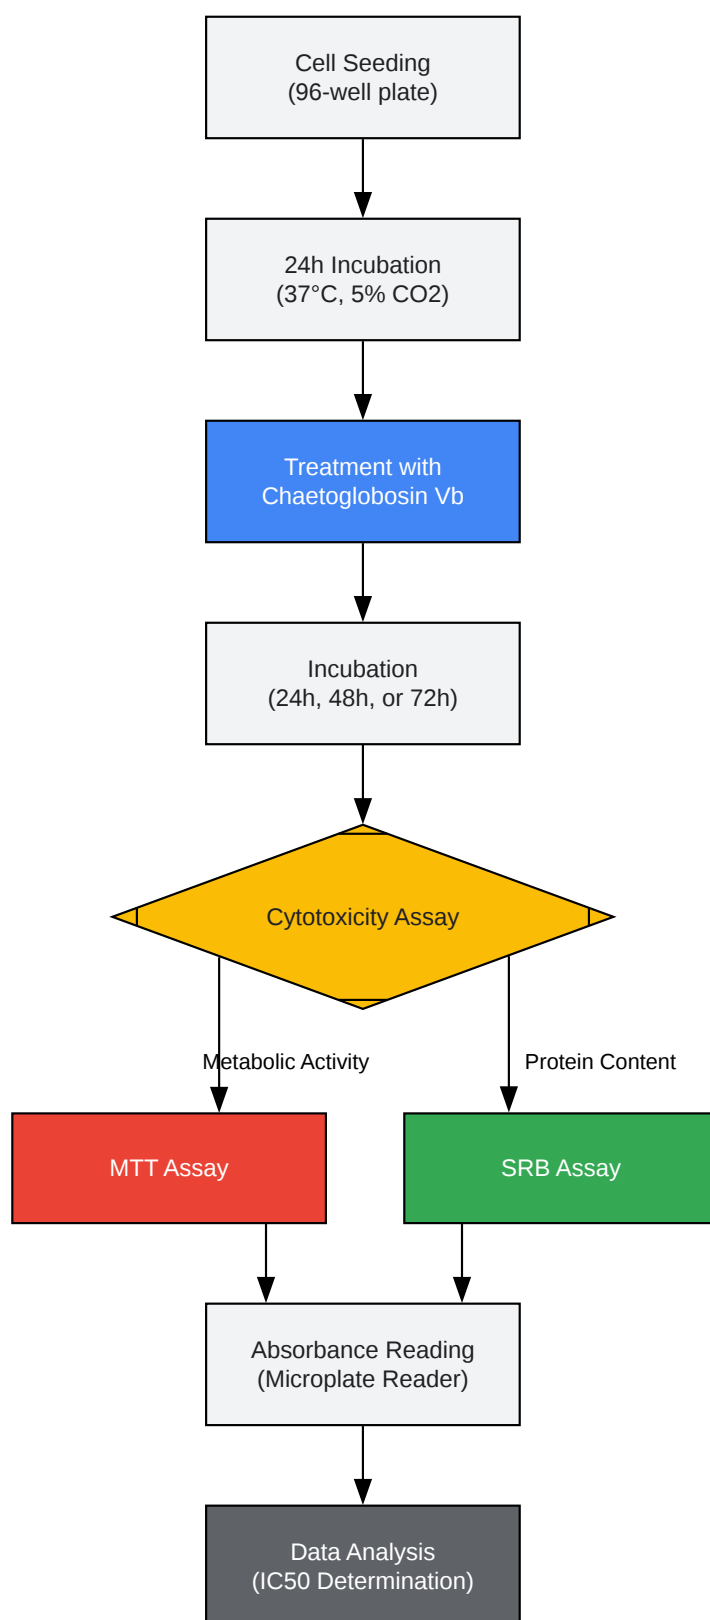 Cell Seeding
(96-well plate)
24h Incubation
(37°C, 5% CO2)
Treatment with
Chaetoglobosin Vb
Incubation
(24h, 48h, or 72h)
Cytotoxicity Assay
Metabolic Activity
Protein Content
MTT Assay
SRB Assay
Absorbance Reading
(Microplate Reader)
Data Analysis
(IC50 Determination)